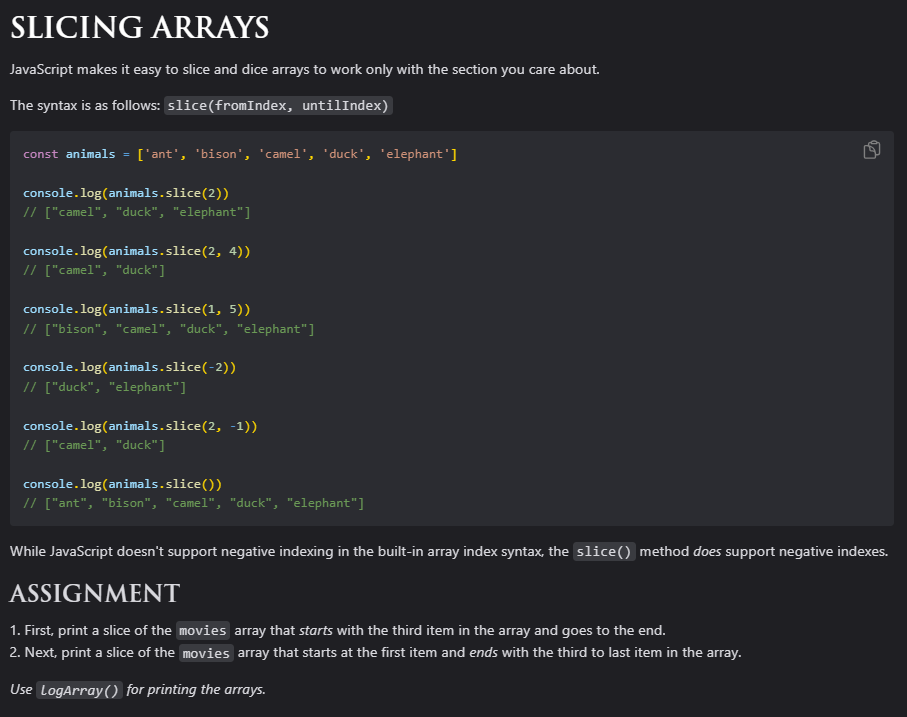 SLICING ARRAYS
JavaScript makes it easy to slice and dice arrays to work only with the section you care about.
The syntax is as follows: slice(fromIndex, untilIndex)
const animals = ['ant', 'bison', 'camel', 'duck', 'elephant']
console.log(animals.slice(2))
// ["camel", "duck", "elephant"]
console.log(animals.slice(2, 4))
// ["camel", "duck"]
console.log(animals.slice(1, 5))
// ["bison", "camel", "duck", "elephant"]
console.log(animals.slice(-2))
// ["duck", "elephant"]
console.log(animals.slice(2, -1))
// ["camel", "duck"]
console.log(animals.slice())
// ["ant", "bison", "camel", "duck", "elephant"]
While JavaScript doesn't support negative indexing in the built-in array index syntax, the slice() method does support negative indexes.
ASSIGNMENT
1. First, print a slice of the movies array that starts with the third item in the array and goes to the end.
2. Next, print a slice of the movies array that starts at the first item and ends with the third to last item in the array.
Use logArray() for printing the arrays.